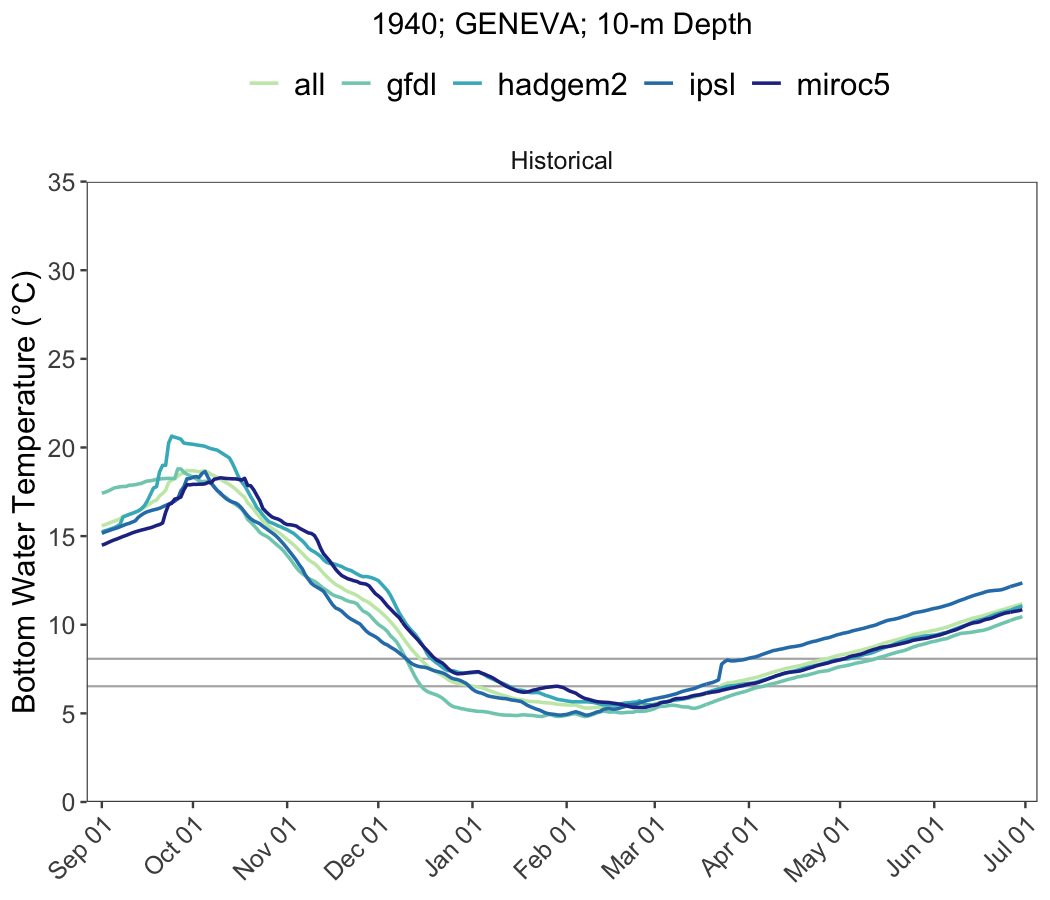 1940; GENEVA; 10-m Depth
all gfdl hadgem2 ipsl miroc5
Historical
Bottom Water Temperature (°C)
35
30
25
20
15
10
5
0
Sep 01 Oct 01 Nov 01 Dec 01 Jan 01 Feb 01 Mar 01 Apr 01 May 01 Jun 01 Jul 01